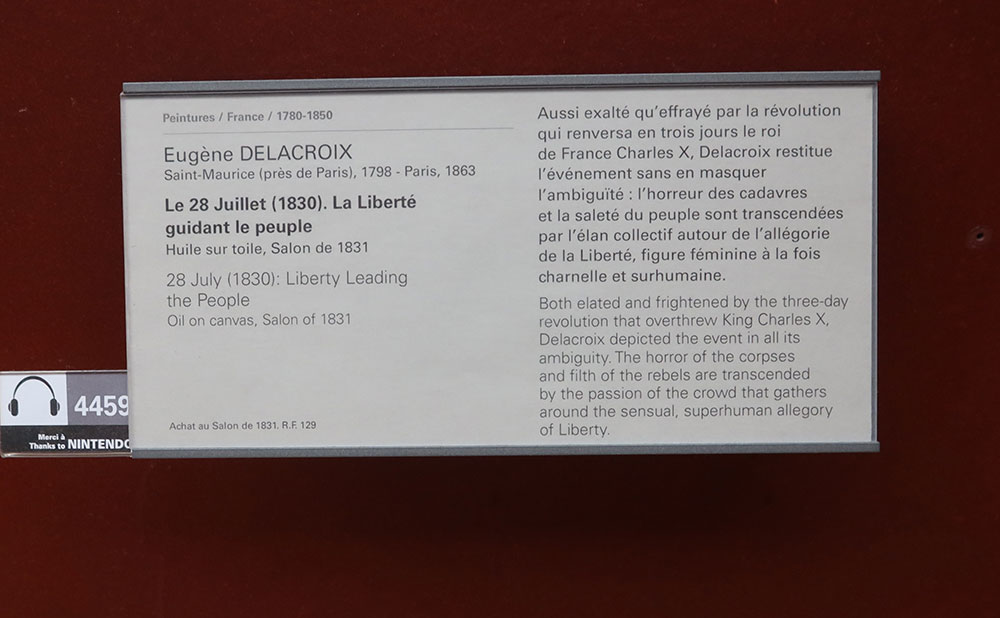 Peintures / France / 1780-1850
Eugène DELACROIX
Saint-Maurice (près de Paris), 1798 - Paris, 1863
Le 28 Juillet (1830). La Liberté
guidant le peuple
Huile sur toile, Salon de 1831
28 July (1830): Liberty Leading
the People
Oil on canvas, Salon of 1831
Achat au Salon de 1831. R.F. 129
Aussi exalté qu'effrayé par la révolution
qui renversa en trois jours le roi
de France Charles X, Delacroix restitue
l'événement sans en masquer
l'ambiguïté : l'horreur des cadavres
et la saleté du peuple sont transcendées
par l'élan collectif autour de l'allégorie
de la Liberté, figure féminine à la fois
charnelle et surhumaine.
Both elated and frightened by the three-day
revolution that overthrew King Charles X,
Delacroix depicted the event in all its
ambiguity. The horror of the corpses
and filth of the rebels are transcended
by the passion of the crowd that gathers
around the sensual, superhuman allegory
of Liberty.
4459
Merci à
Thanks to NINTENDO